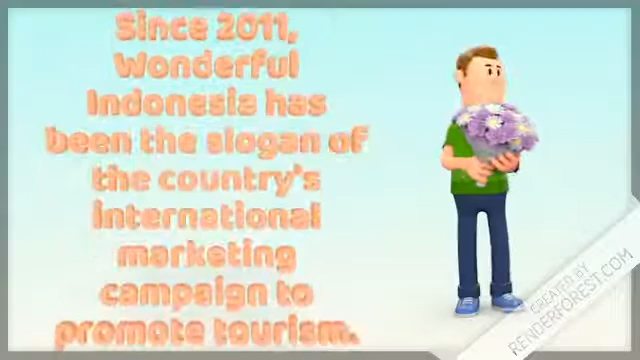 Since 2011,
Wonderful
Indonesia has
been the slogan of
the country's
international
marketing
campaign to
promote tourism.
CREATED BY
RENDERFOREST.COM